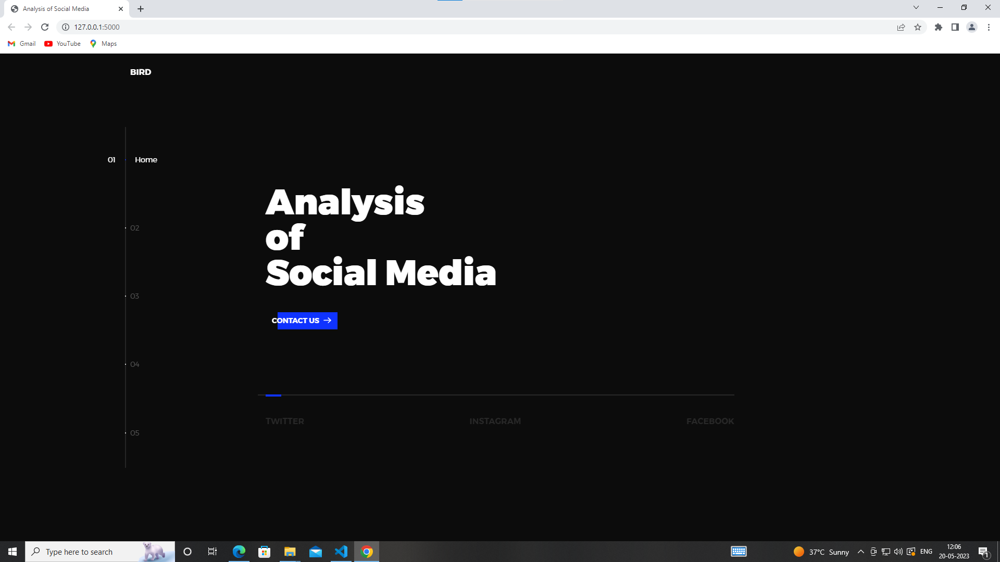 Analysis of Social Media
127.0.0.1:5000
Gmail YouTube Maps
BIRD
01 Home
Analysis
of
Social Media
02
03
CONTACT US
04
TWITTER INSTAGRAM FACEBOOK
05
Type here to search
37°C Sunny
ENG
12:06
20-05-2023
1